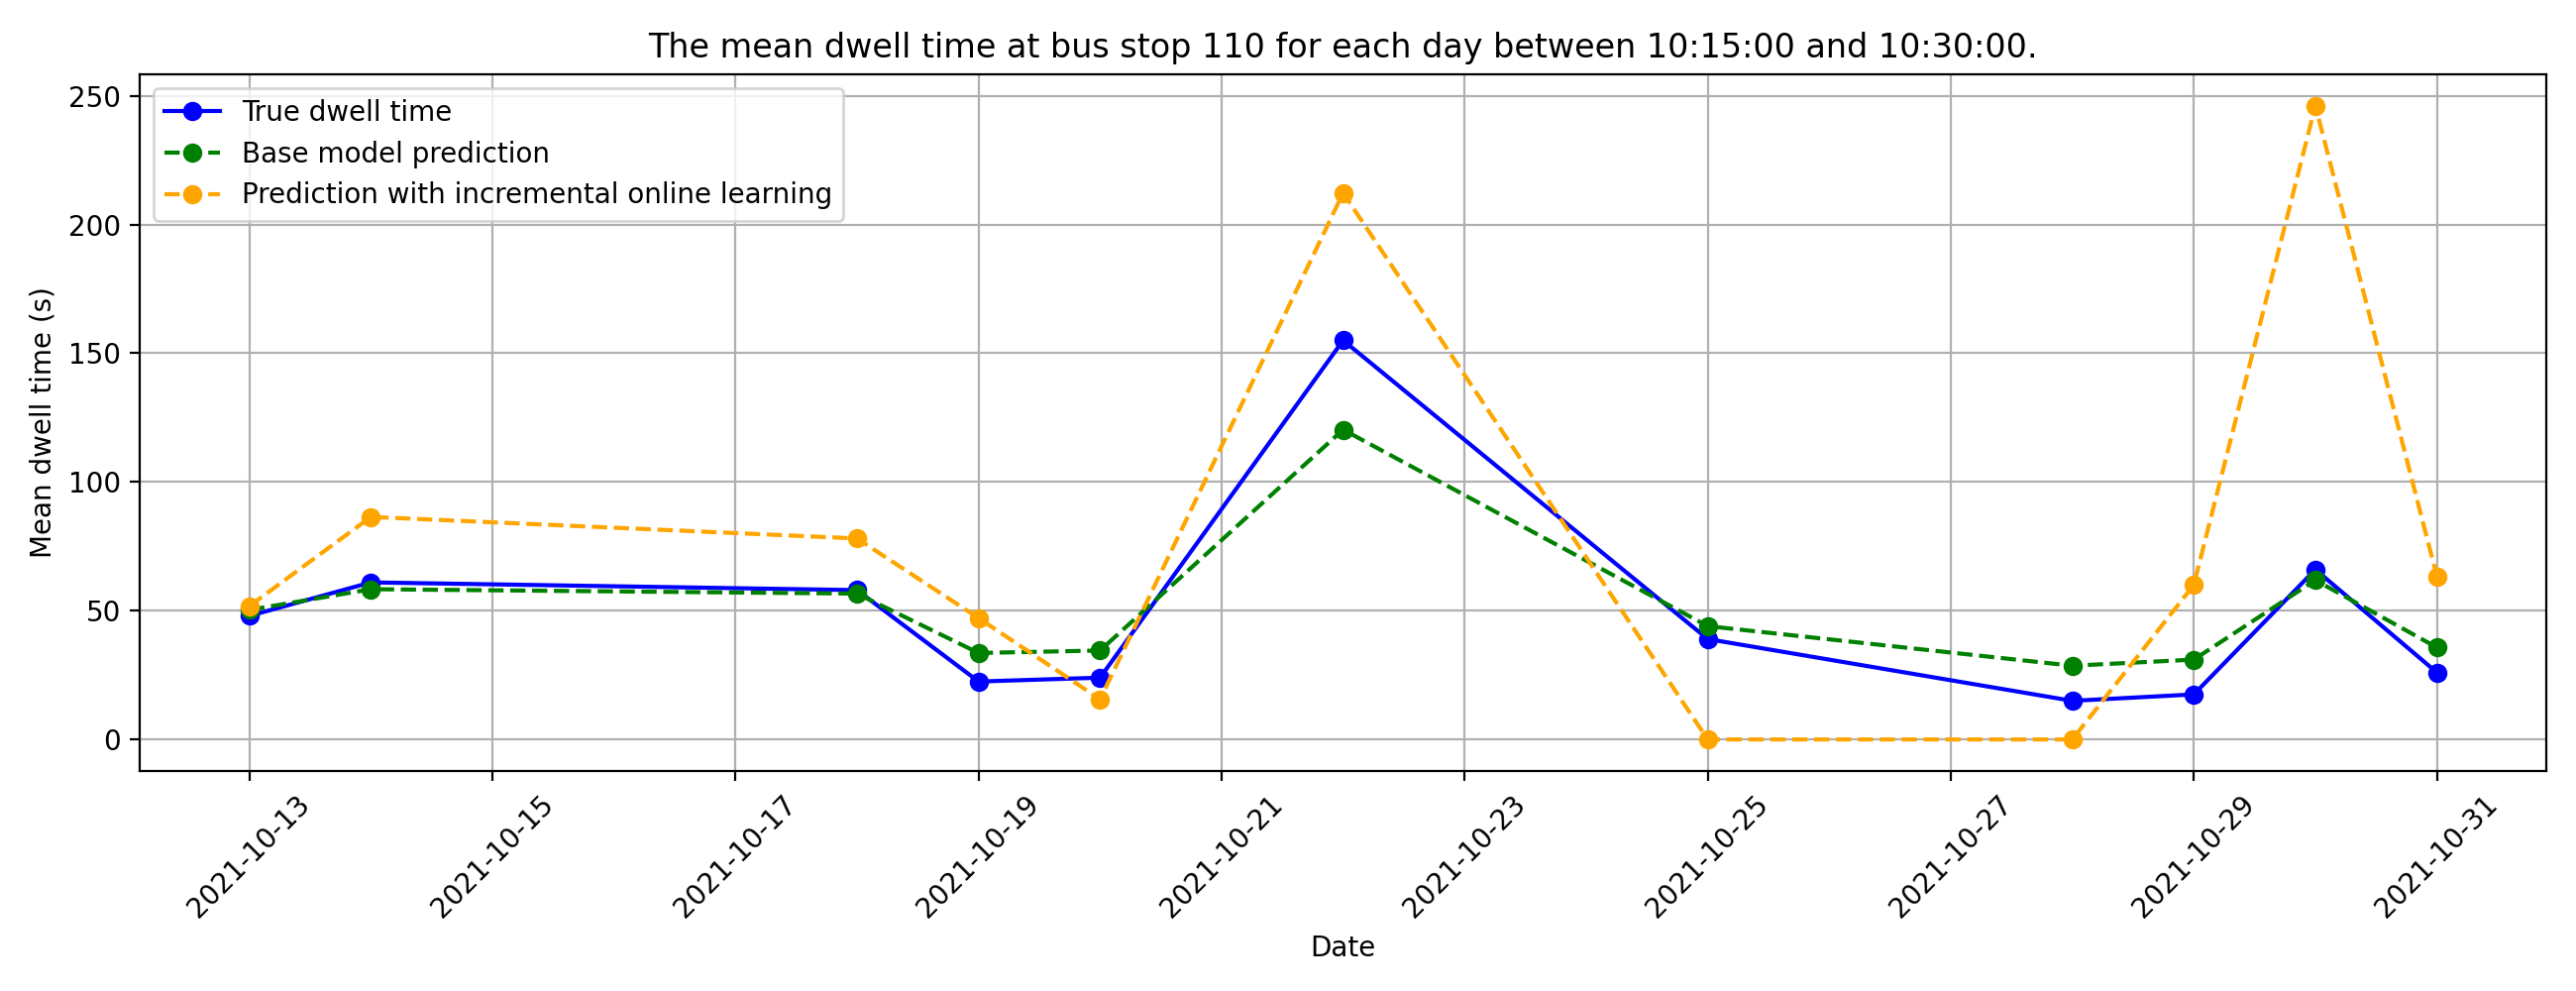 The mean dwell time at bus stop 110 for each day between 10:15:00 and 10:30:00.
True dwell time
Base model prediction
Prediction with incremental online learning
Mean dwell time (s)
250
200
150
100
50
0
2021-10-13
2021-10-15
2021-10-17
2021-10-19
2021-10-21
2021-10-23
2021-10-25
2021-10-27
2021-10-29
2021-10-31
Date